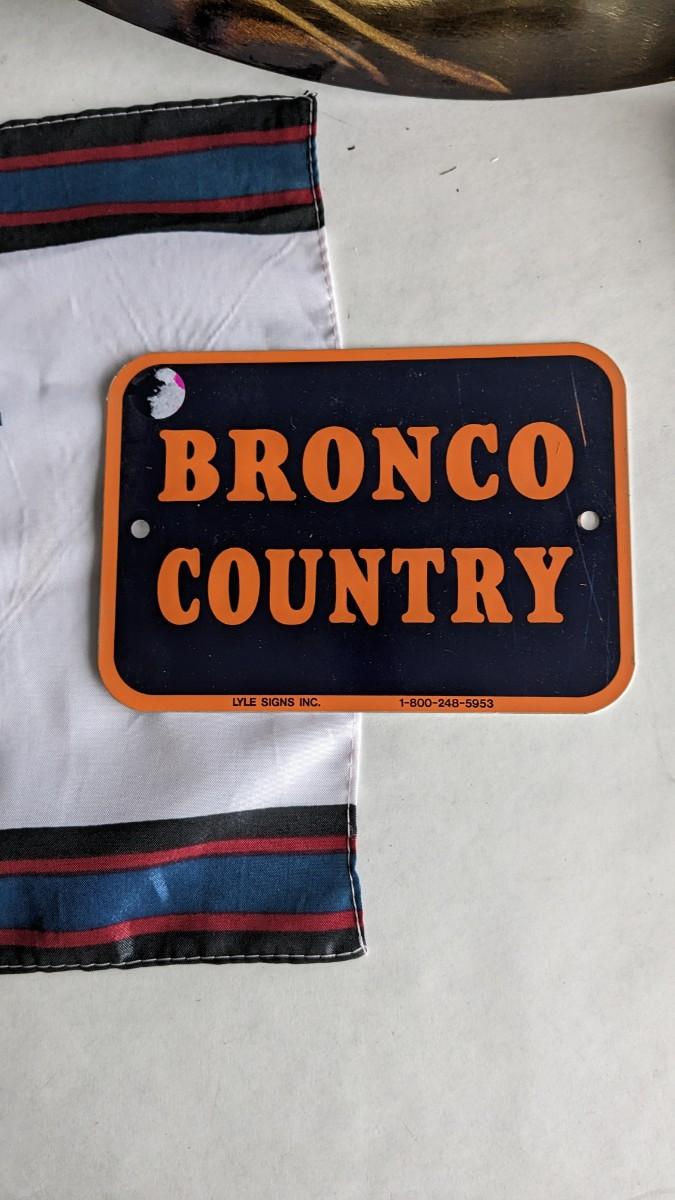 BRONCO
COUNTRY
LYLE SIGNS INC. 1-800-248-5953